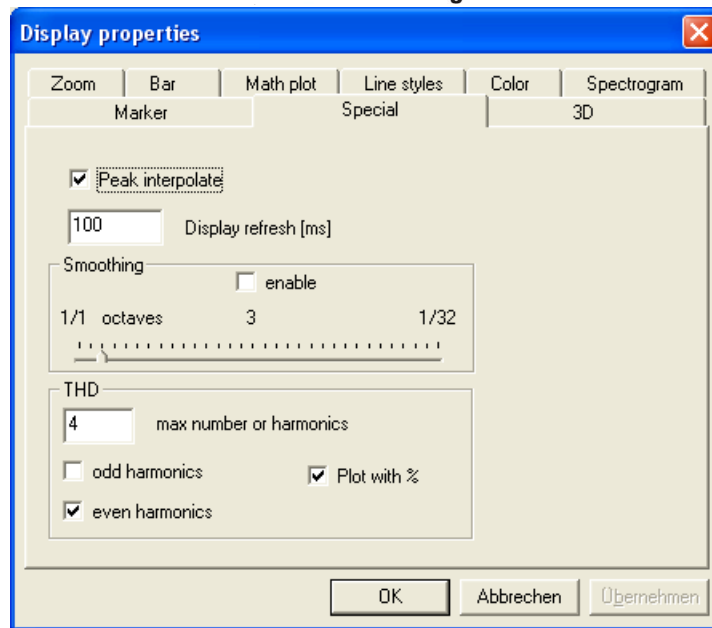 Display properties
Zoom Bar Math plot Line styles Color Spectrogram
Marker Special 3D
Peak interpolate
100 Display refresh [ms]
Smoothing
enable
1/1 octaves 3 1/32
THD
4 max number or harmonics
odd harmonics Plot with %
even harmonics
OK Abbrechen Übernehmen